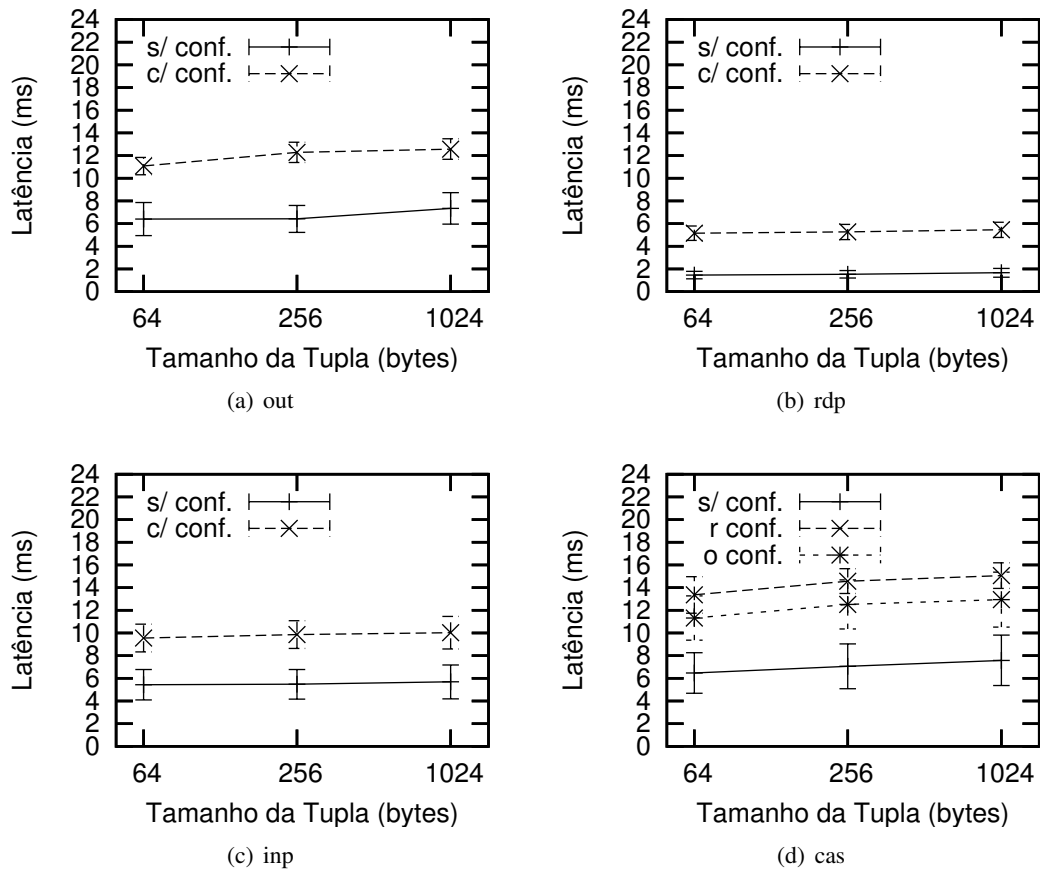 24
22
20
18
16
14
12
10
8
6
4
2
0
Latência (ms)
s/ conf.
c/ conf.
64 256 1024
Tamanho da Tupla (bytes)
(a) out
24
22
20
18
16
14
12
10
8
6
4
2
0
Latência (ms)
s/ conf.
c/ conf.
64 256 1024
Tamanho da Tupla (bytes)
(b) rdp
24
22
20
18
16
14
12
10
8
6
4
2
0
Latência (ms)
s/ conf.
c/ conf.
64 256 1024
Tamanho da Tupla (bytes)
(c) inp
24
22
20
18
16
14
12
10
8
6
4
2
0
Latência (ms)
s/ conf.
r conf.
o conf.
64 256 1024
Tamanho da Tupla (bytes)
(d) cas